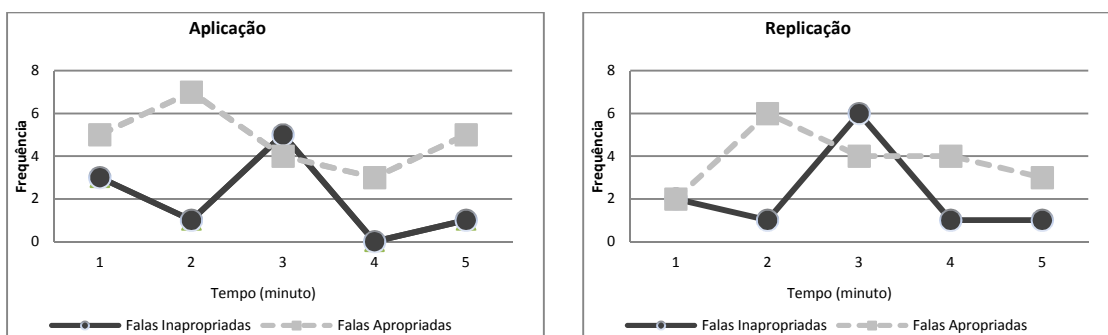 Aplicação
8
6
4
2
0
Frequência
1 2 3 4 5
Tempo (minuto)
Falas Inapropriadas Falas Apropriadas
Replicação
8
6
4
2
0
Frequência
1 2 3 4 5
Tempo (minuto)
Falas Inapropriadas Falas Apropriadas